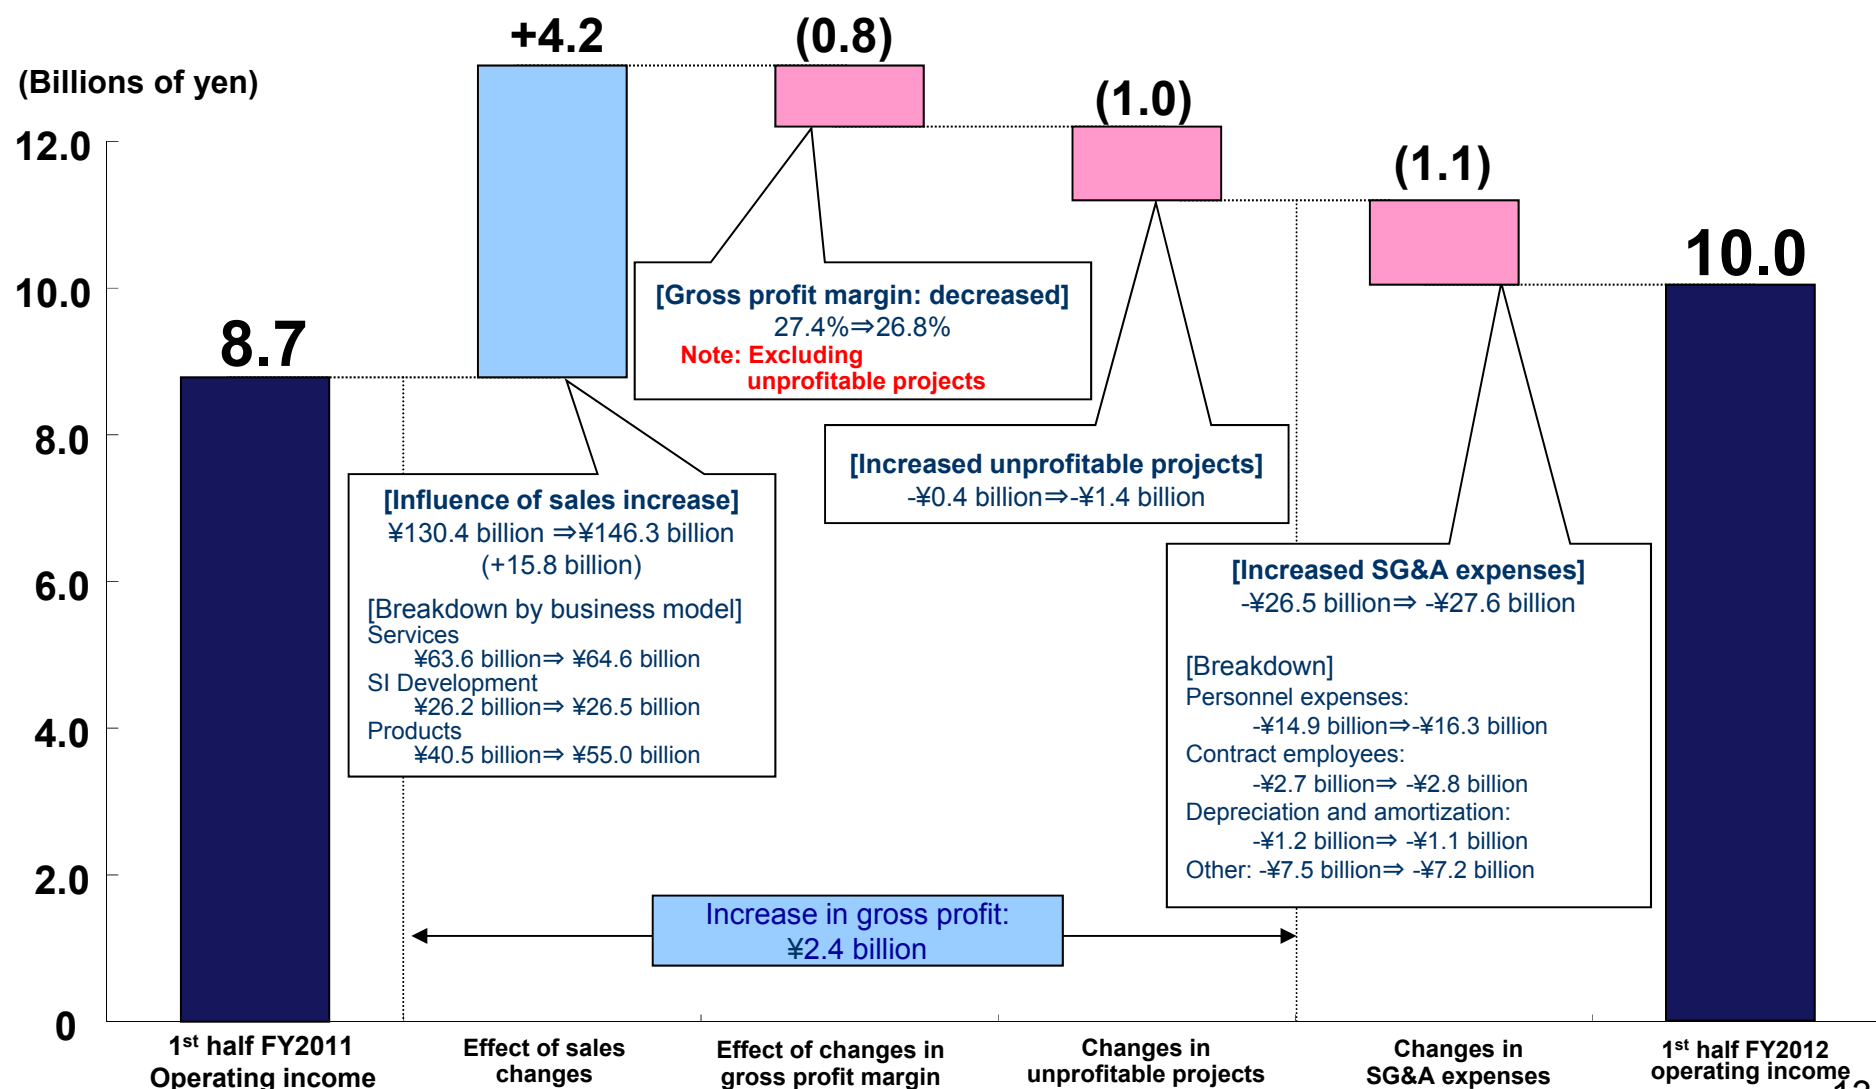 (Billions of yen)
12.0
10.0
8.0
6.0
4.0
2.0
0
8.7
+4.2
(0.8)
(1.0)
(1.1)
10.0
[Gross profit margin: decreased]
27.4%⇒26.8%
Note: Excluding
unprofitable projects
[Increased unprofitable projects]
-¥0.4 billion⇒-¥1.4 billion
[Influence of sales increase]
¥130.4 billion ⇒¥146.3 billion
(+15.8 billion)
[Breakdown by business model]
Services
¥63.6 billion⇒ ¥64.6 billion
SI Development
¥26.2 billion⇒ ¥26.5 billion
Products
¥40.5 billion⇒ ¥55.0 billion
[Increased SG&A expenses]
-¥26.5 billion⇒ -¥27.6 billion
[Breakdown]
Personnel expenses:
-¥14.9 billion⇒-¥16.3 billion
Contract employees:
-¥2.7 billion⇒ -¥2.8 billion
Depreciation and amortization:
-¥1.2 billion⇒ -¥1.1 billion
Other: -¥7.5 billion⇒ -¥7.2 billion
Increase in gross profit:
¥2.4 billion
1st half FY2011
Operating income
Effect of sales
changes
Effect of changes in
gross profit margin
Changes in
unprofitable projects
Changes in
SG&A expenses
1st half FY2012
operating income